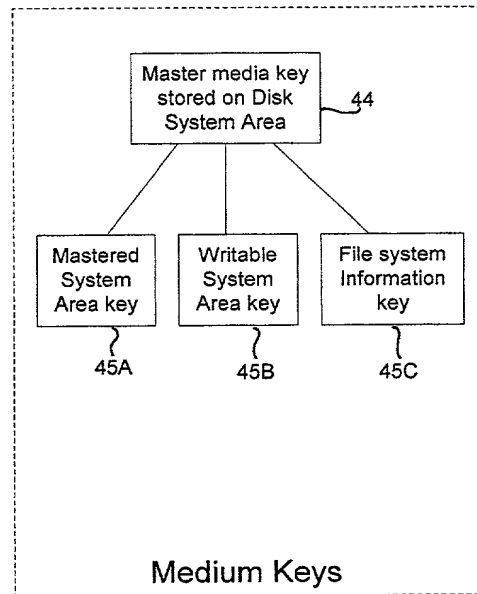 Master media key
stored on Disk
System Area
44
Mastered
System
Area key
Writable
System
Area key
File system
Information
key
45A
45B
45C
Medium Keys